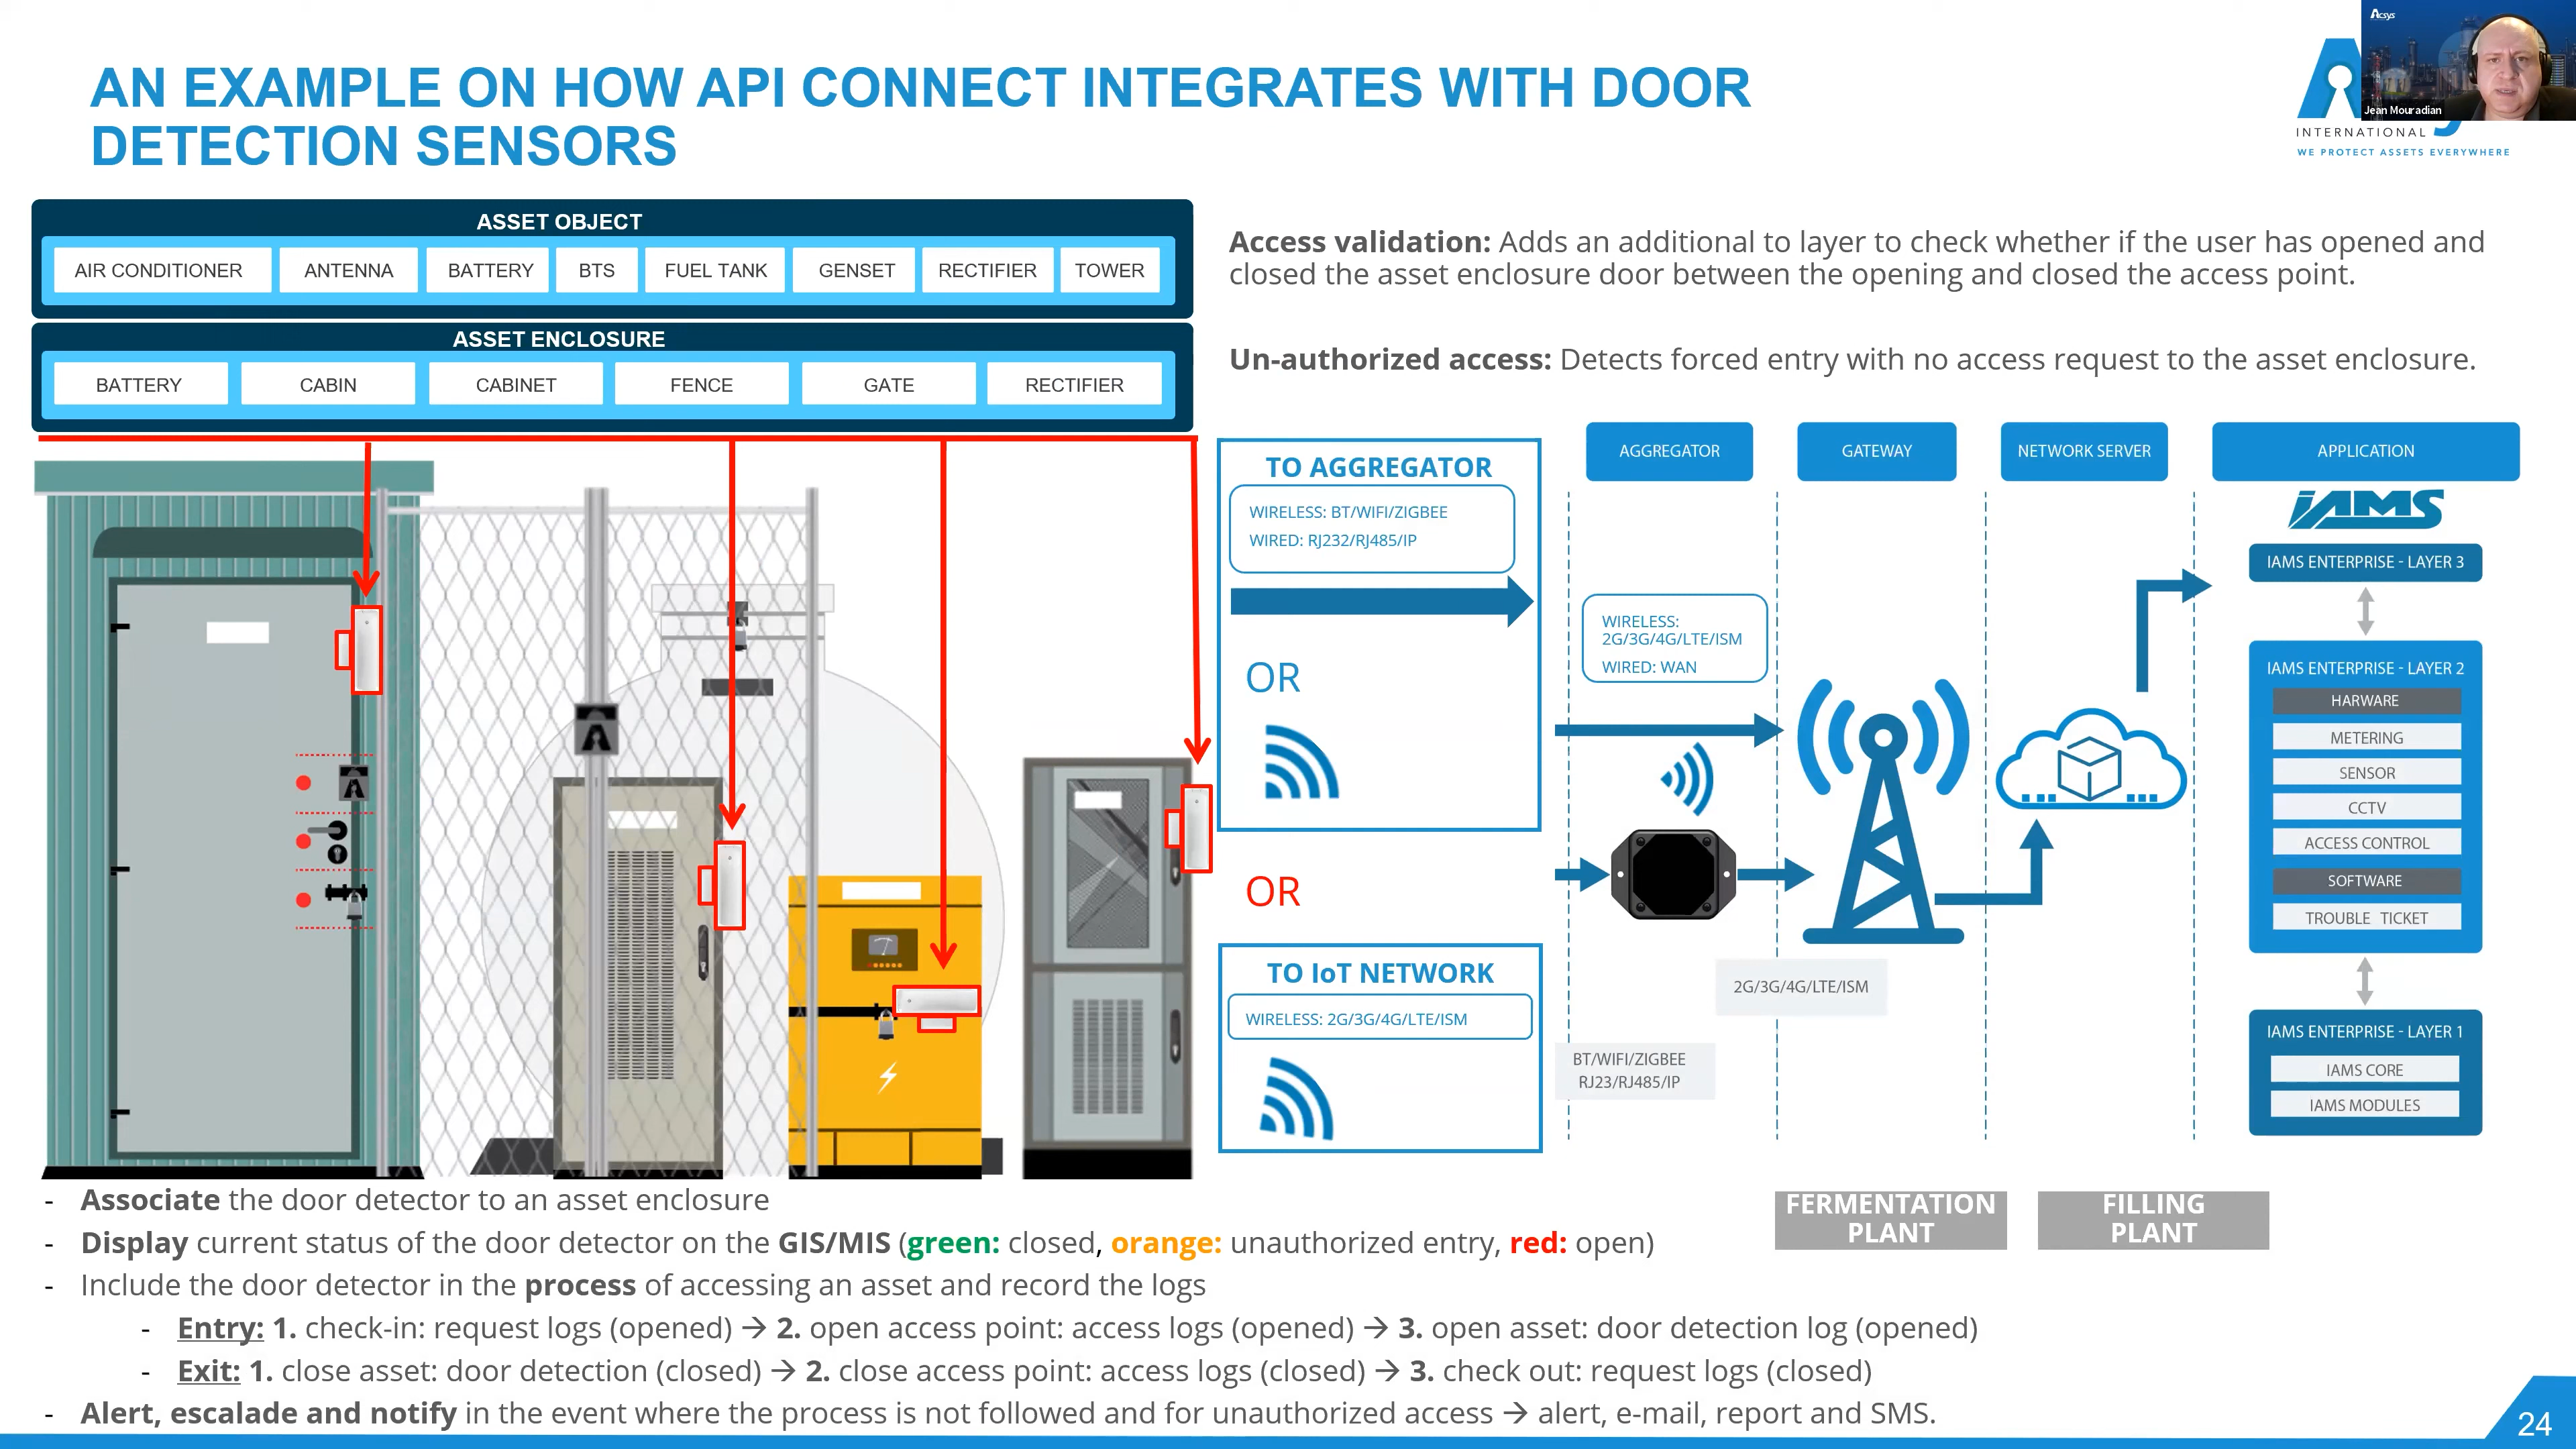 Acsys
Jean Mouradian
INTERNATIONAL
WE PROTECT ASSETS EVERYWHERE
AN EXAMPLE ON HOW API CONNECT INTEGRATES WITH DOOR
DETECTION SENSORS
ASSET OBJECT
AIR CONDITIONER
ANTENNA
BATTERY
BTS
FUEL TANK
GENSET
RECTIFIER
TOWER
ASSET ENCLOSURE
BATTERY
CABIN
CABINET
FENCE
GATE
RECTIFIER
Access validation: Adds an additional to layer to check whether if the user has opened and
closed the asset enclosure door between the opening and closed the access point.
Un-authorized access: Detects forced entry with no access request to the asset enclosure.
TO AGGREGATOR
WIRELESS: BT/WIFI/ZIGBEE
WIRED: RJ232/RJ485/IP
OR
OR
TO IoT NETWORK
WIRELESS: 2G/3G/4G/LTE/ISM
AGGREGATOR
GATEWAY
NETWORK SERVER
APPLICATION
WIRELESS:
2G/3G/4G/LTE/ISM
WIRED: WAN
2G/3G/4G/LTE/ISM
BT/WIFI/ZIGBEE
RJ23/RJ485/IP
iAMS
IAMS ENTERPRISE - LAYER 3
IAMS ENTERPRISE - LAYER 2
HARWARE
METERING
SENSOR
CCTV
ACCESS CONTROL
SOFTWARE
TROUBLE TICKET
IAMS ENTERPRISE - LAYER 1
IAMS CORE
IAMS MODULES
FERMENTATION
PLANT
FILLING
PLANT
- Associate the door detector to an asset enclosure
- Display current status of the door detector on the GIS/MIS (green: closed, orange: unauthorized entry, red: open)
- Include the door detector in the process of accessing an asset and record the logs
- Entry: 1. check-in: request logs (opened) → 2. open access point: access logs (opened) → 3. open asset: door detection log (opened)
- Exit: 1. close asset: door detection (closed) → 2. close access point: access logs (closed) → 3. check out: request logs (closed)
- Alert, escalade and notify in the event where the process is not followed and for unauthorized access → alert, e-mail, report and SMS.
24